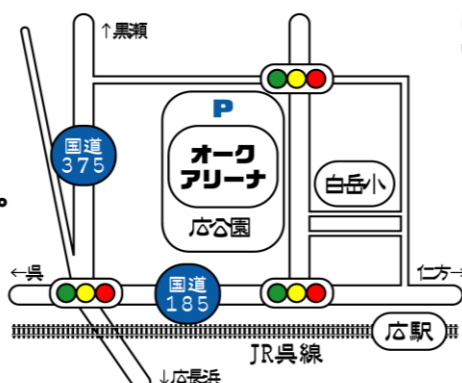 ↑黒瀬
P
国道
375
オーク
アリーナ
白岳小
広公園
。
←呉
仁方→
国道
185
広駅
JR呉線
↓広長浜